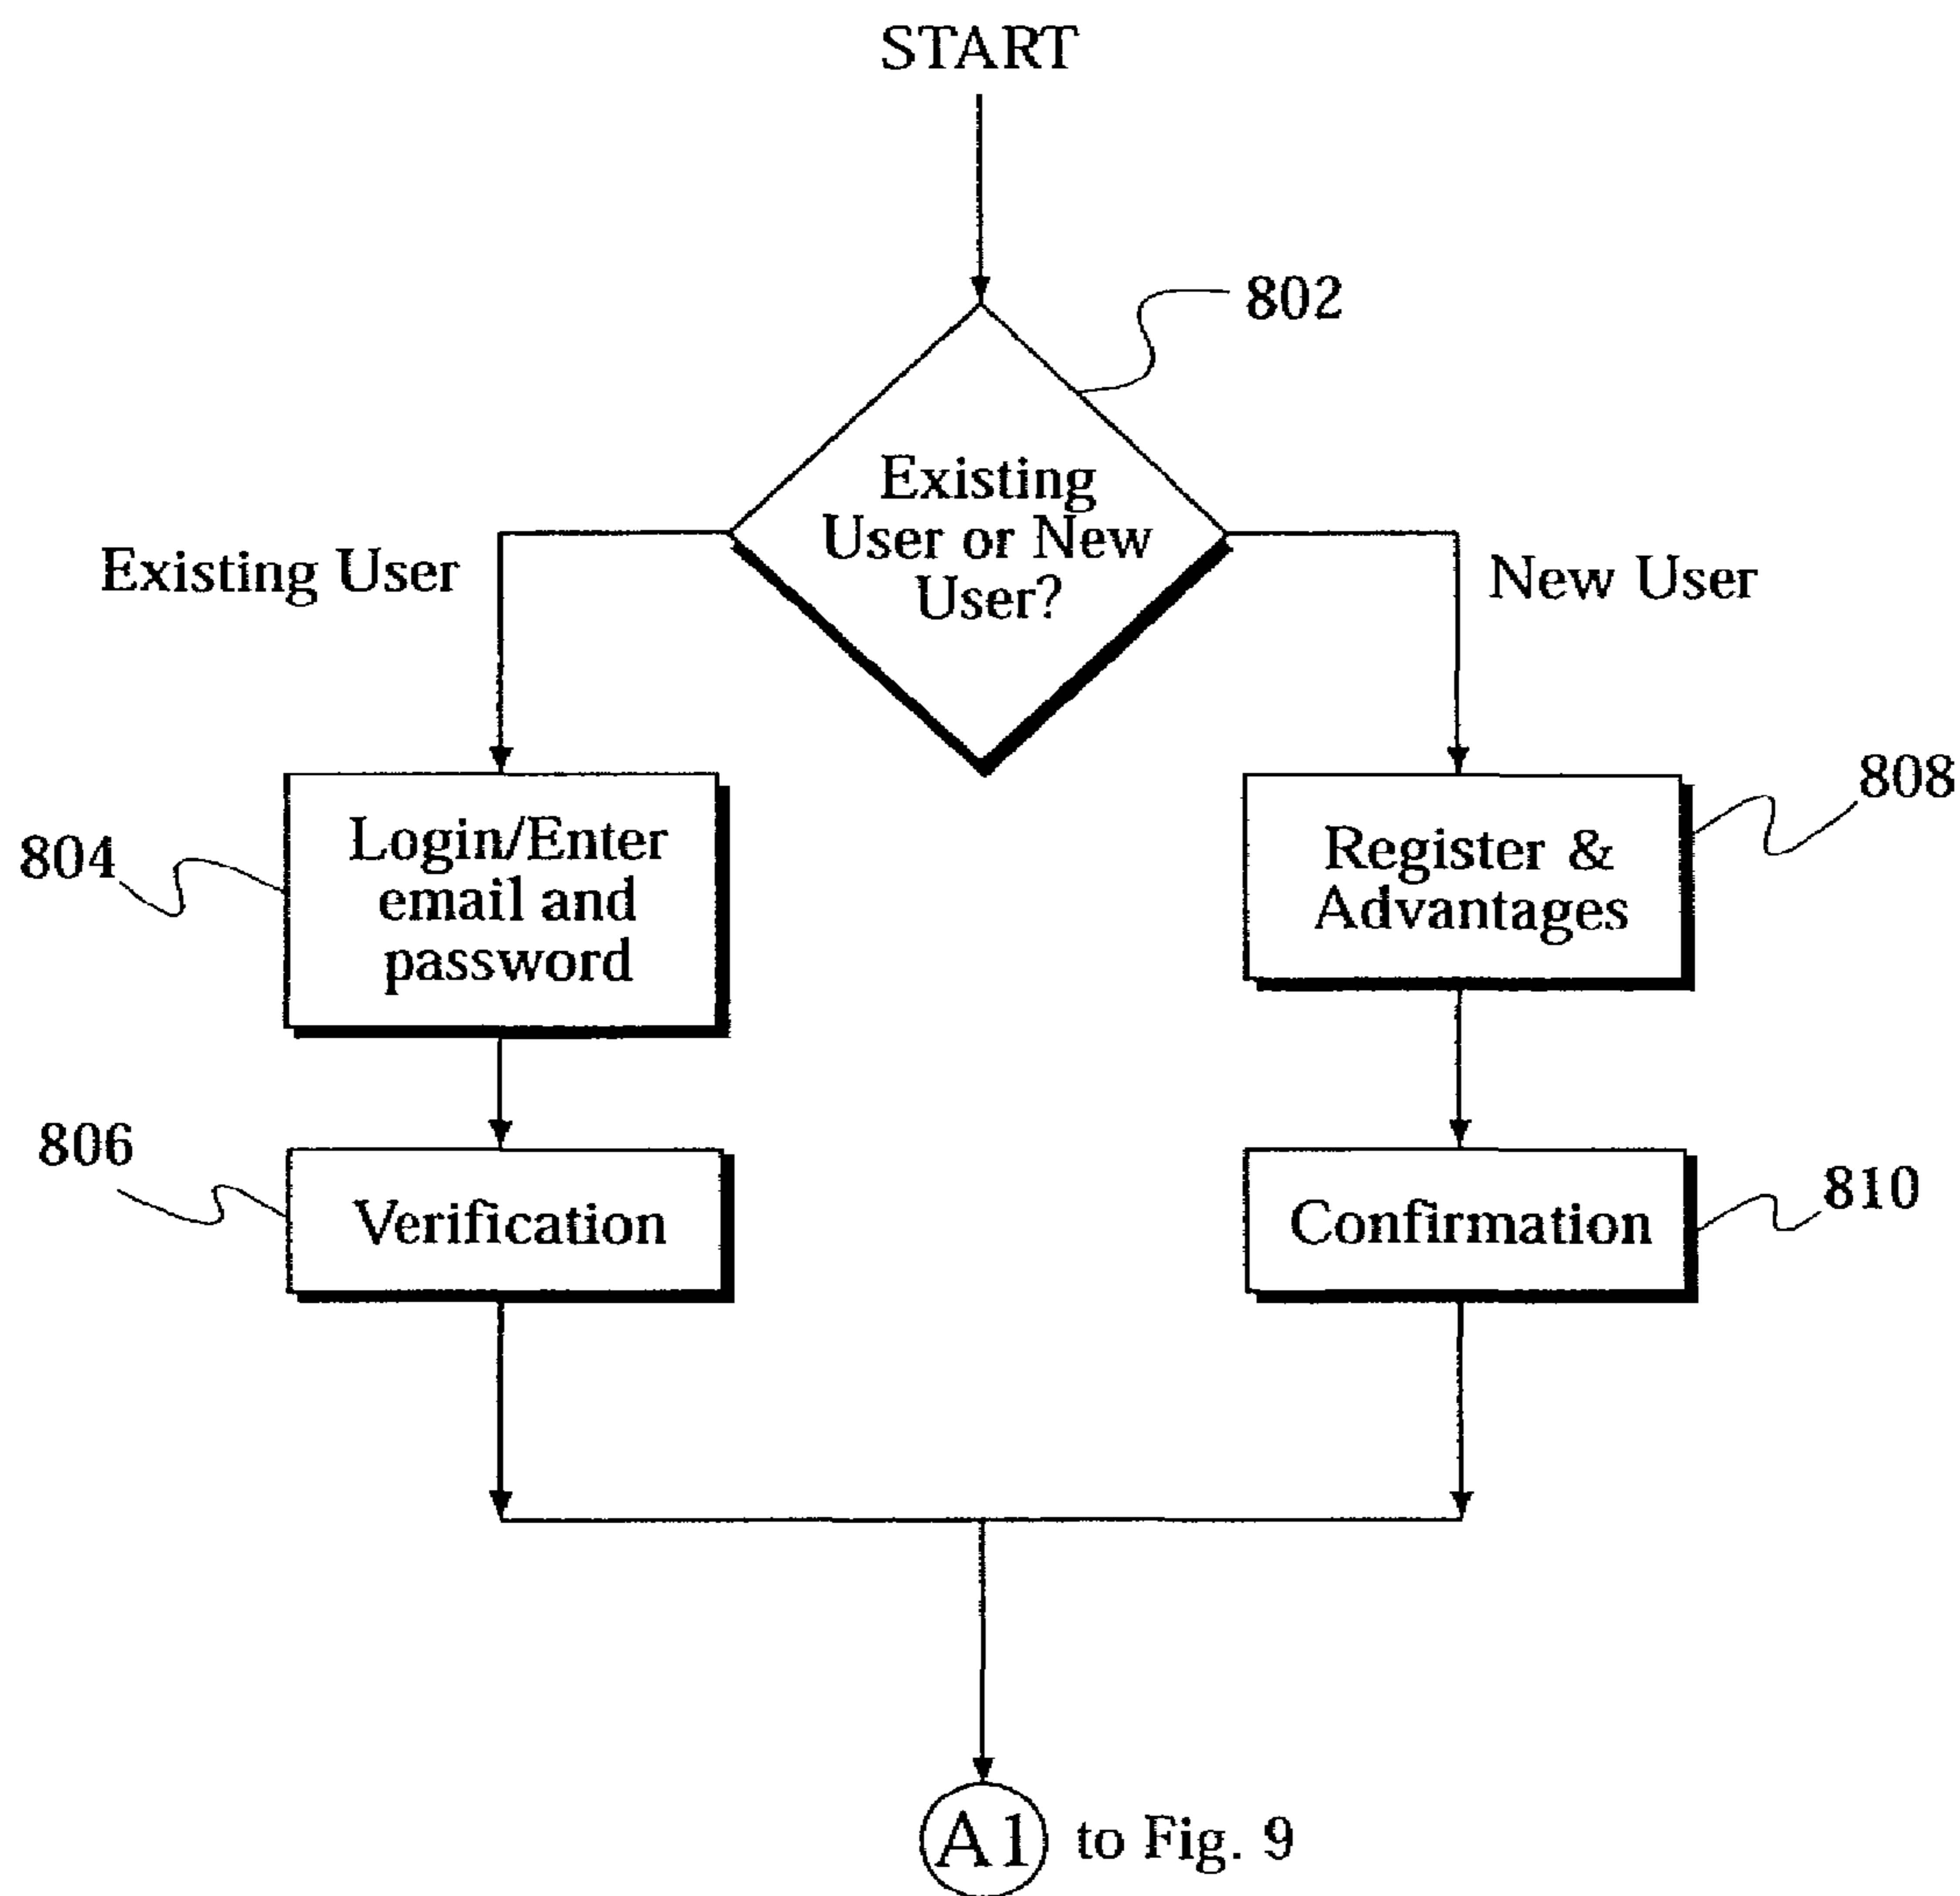 START
802
Existing
User or New
User?
Existing User
New User
808
804
Login/Enter
email and
password
Register &
Advantages
806
Verification
810
Confirmation
A1 to Fig. 9